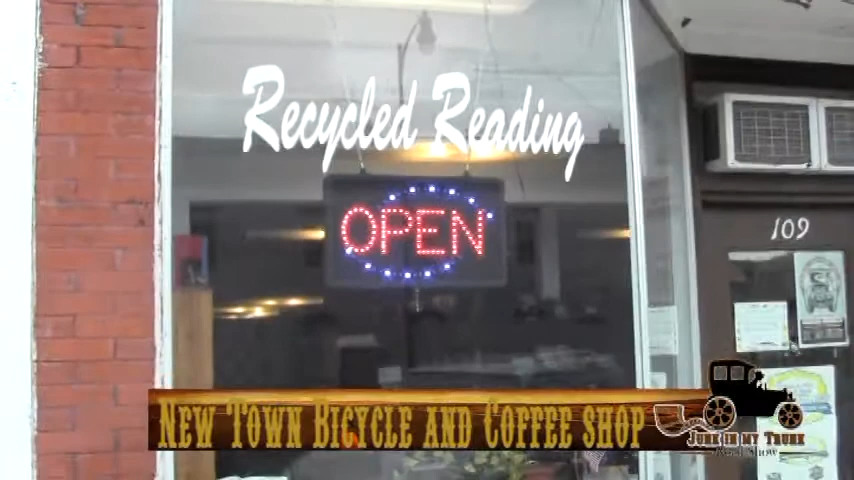 Recycled Reading
OPEN
109
New Town Bicycle and Coffee shop
Junk in my Trunk